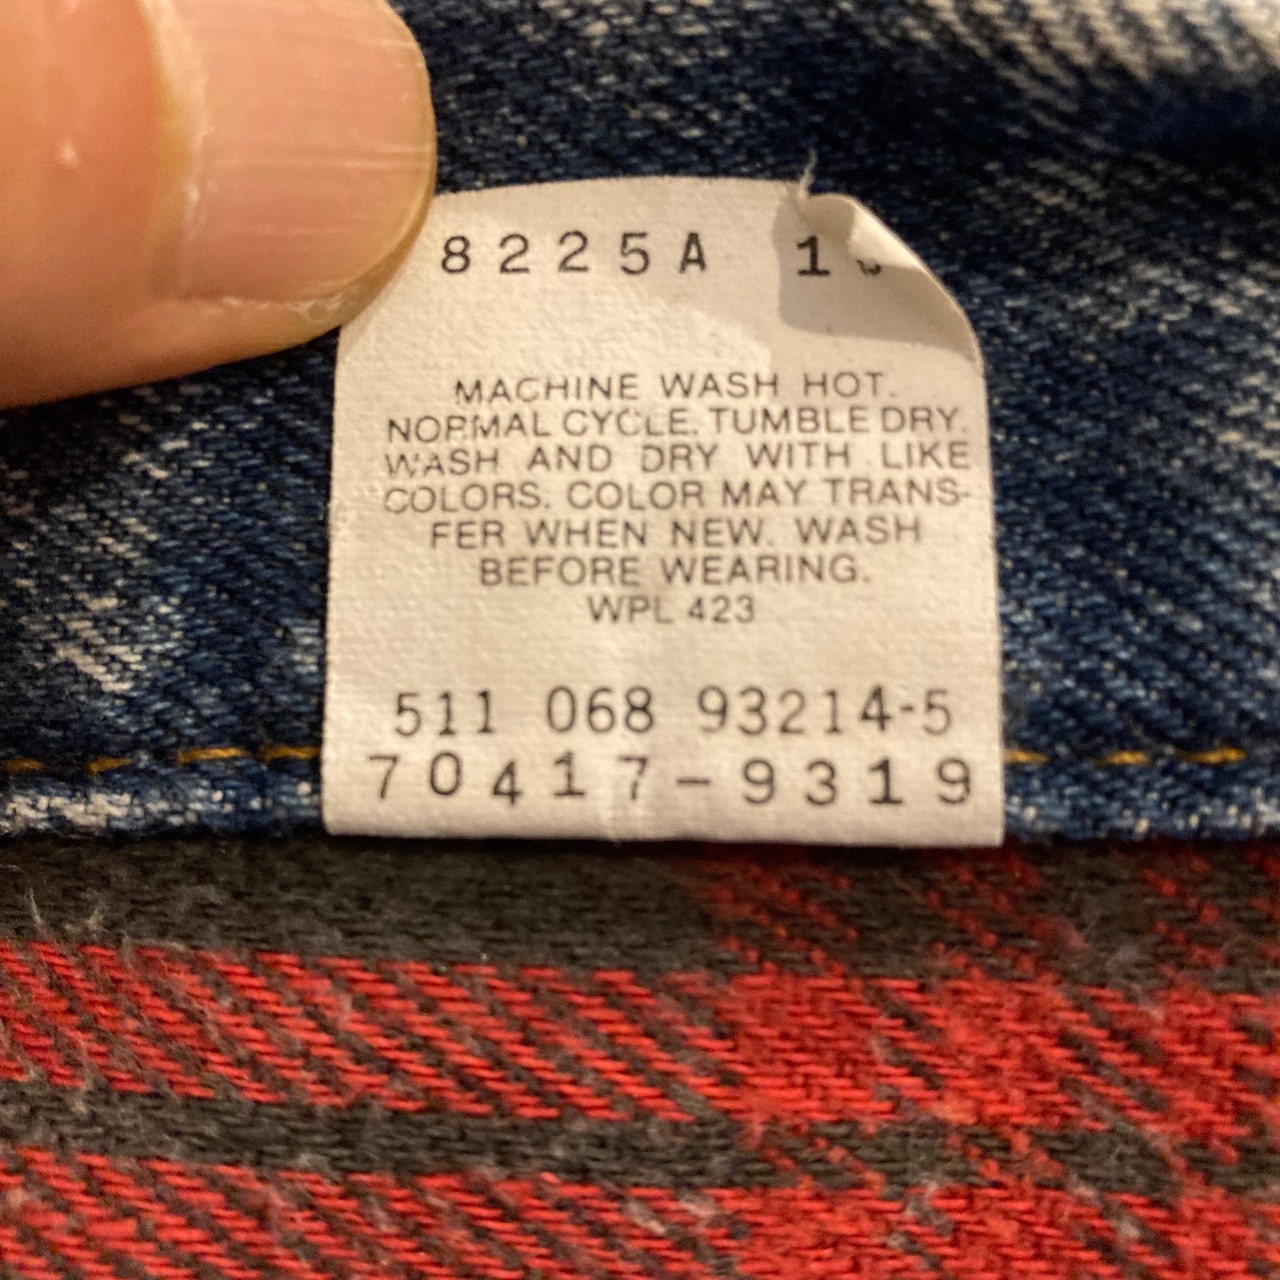 8225A 1
MACHINE WASH HOT.
NORMAL CYCLE. TUMBLE DRY.
WASH AND DRY WITH LIKE
COLORS. COLOR MAY TRANS-
FER WHEN NEW. WASH
BEFORE WEARING.
WPL 423
511 068 93214-5
70417-9319